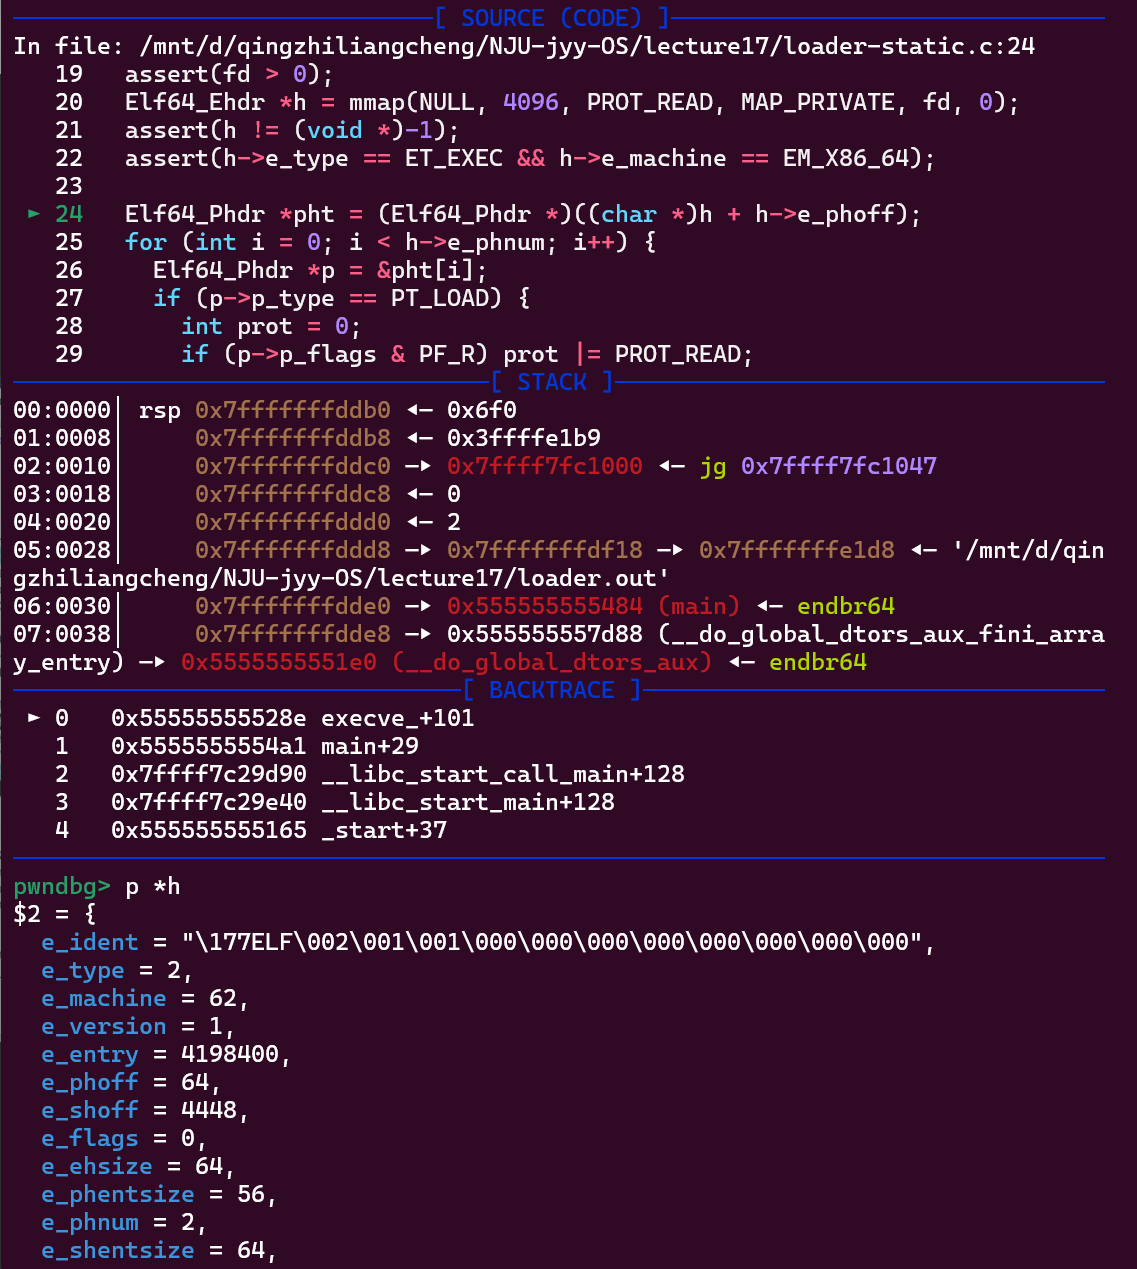 [ SOURCE (CODE) ]
In file: /mnt/d/qingzhiliangcheng/NJU-jyy-OS/lecture17/loader-static.c:24
   19   assert(fd > 0);
   20   Elf64_Ehdr *h = mmap(NULL, 4096, PROT_READ, MAP_PRIVATE, fd, 0);
   21   assert(h != (void *)-1);
   22   assert(h->e_type == ET_EXEC && h->e_machine == EM_X86_64);
   23
 ► 24   Elf64_Phdr *pht = (Elf64_Phdr *)((char *)h + h->e_phoff);
   25   for (int i = 0; i < h->e_phnum; i++) {
   26     Elf64_Phdr *p = &pht[i];
   27     if (p->p_type == PT_LOAD) {
   28       int prot = 0;
   29       if (p->p_flags & PF_R) prot |= PROT_READ;
[ STACK ]
00:0000│ rsp 0x7fffffffddb0 ◂— 0x6f0
01:0008│     0x7fffffffddb8 ◂— 0x3ffffe1b9
02:0010│     0x7fffffffddc0 —▸ 0x7ffff7fc1000 ◂— jg 0x7ffff7fc1047
03:0018│     0x7fffffffddc8 ◂— 0
04:0020│     0x7fffffffddd0 ◂— 2
05:0028│     0x7fffffffddd8 —▸ 0x7fffffffdf18 —▸ 0x7fffffffe1d8 ◂— '/mnt/d/qin
gzhiliangcheng/NJU-jyy-OS/lecture17/loader.out'
06:0030│     0x7fffffffdde0 —▸ 0x555555555484 (main) ◂— endbr64
07:0038│     0x7fffffffdde8 —▸ 0x555555557d88 (__do_global_dtors_aux_fini_arra
y_entry) —▸ 0x5555555551e0 (__do_global_dtors_aux) ◂— endbr64
[ BACKTRACE ]
 ► 0   0x55555555528e execve_+101
   1   0x5555555554a1 main+29
   2   0x7ffff7c29d90 __libc_start_call_main+128
   3   0x7ffff7c29e40 __libc_start_main+128
   4   0x555555555165 _start+37
pwndbg> p *h
$2 = {
  e_ident = "\177ELF\002\001\001\000\000\000\000\000\000\000\000",
  e_type = 2,
  e_machine = 62,
  e_version = 1,
  e_entry = 4198400,
  e_phoff = 64,
  e_shoff = 4448,
  e_flags = 0,
  e_ehsize = 64,
  e_phentsize = 56,
  e_phnum = 2,
  e_shentsize = 64,